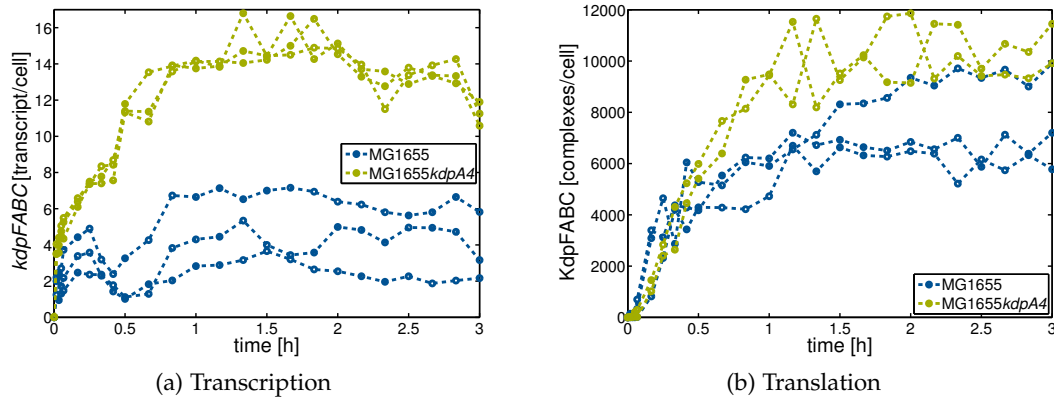 kdpFABC [transcript/cell]
16
14
12
10
8
6
4
2
0
MG1655
MG1655kdpA4
0 0.5 1 1.5 2 2.5 3
time [h]
(a) Transcription
KdpFABC [complexes/cell]
12000
10000
8000
6000
4000
2000
0
MG1655
MG1655kdpA4
0 0.5 1 1.5 2 2.5 3
time [h]
(b) Translation